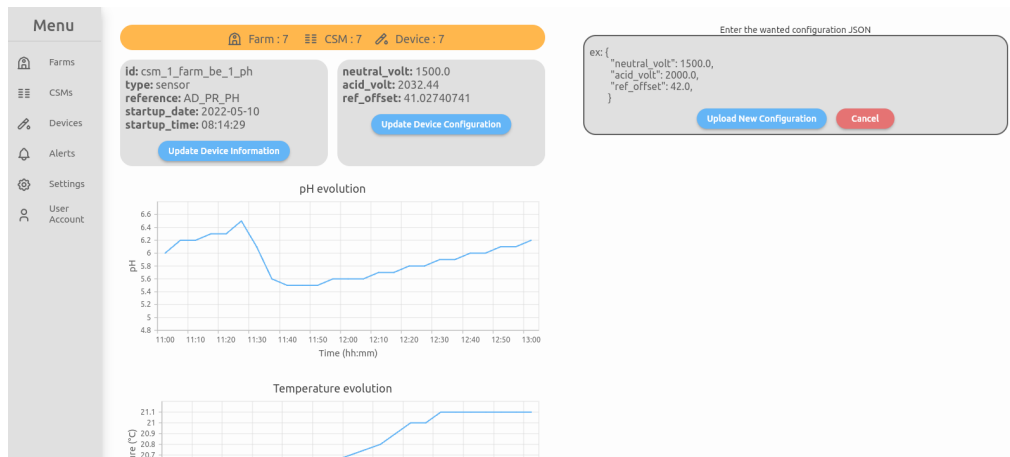 Menu
Farms
CSMs
Devices
Alerts
Settings
User
Account
Farm : 7 CSM : 7 Device : 7
id: csm_1_farm_be_1_ph
type: sensor
reference: AD_PR_PH
startup_date: 2022-05-10
startup_time: 08:14:29
Update Device Information
neutral_volt: 1500.0
acid_volt: 2032.44
ref_offset: 41.02740741
Update Device Configuration
Enter the wanted configuration JSON
ex: {
"neutral_volt": 1500.0,
"acid_volt": 2000.0,
"ref_offset": 42.0,
}
Upload New Configuration
Cancel
pH evolution
6.6
6.4
6.2
6
5.8
5.6
5.4
5.2
5
4.8
pH
11:00 11:10 11:20 11:30 11:40 11:50 12:00 12:10 12:20 12:30 12:40 12:50 13:00
Time (hh:mm)
Temperature evolution
21.1
21
20.9
20.8
20.7
re (°C)